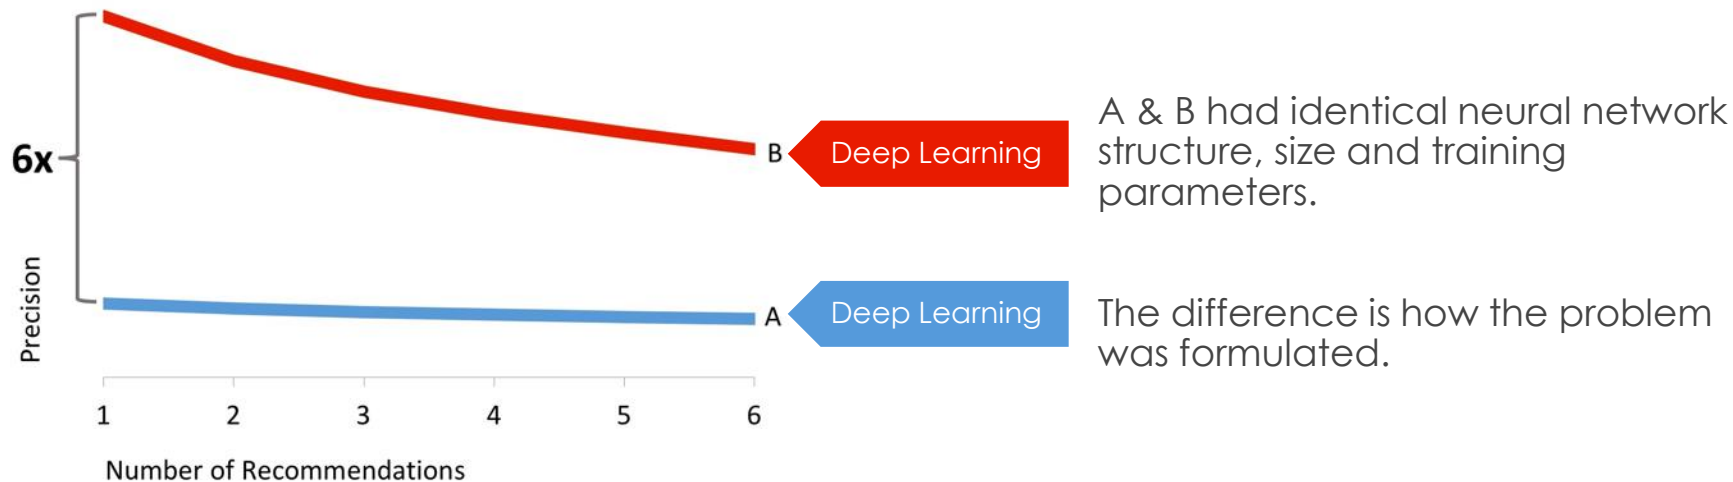 6x
Precision
1 2 3 4 5 6
Number of Recommendations
B
Deep Learning
A
Deep Learning
A & B had identical neural network
structure, size and training
parameters.
The difference is how the problem
was formulated.